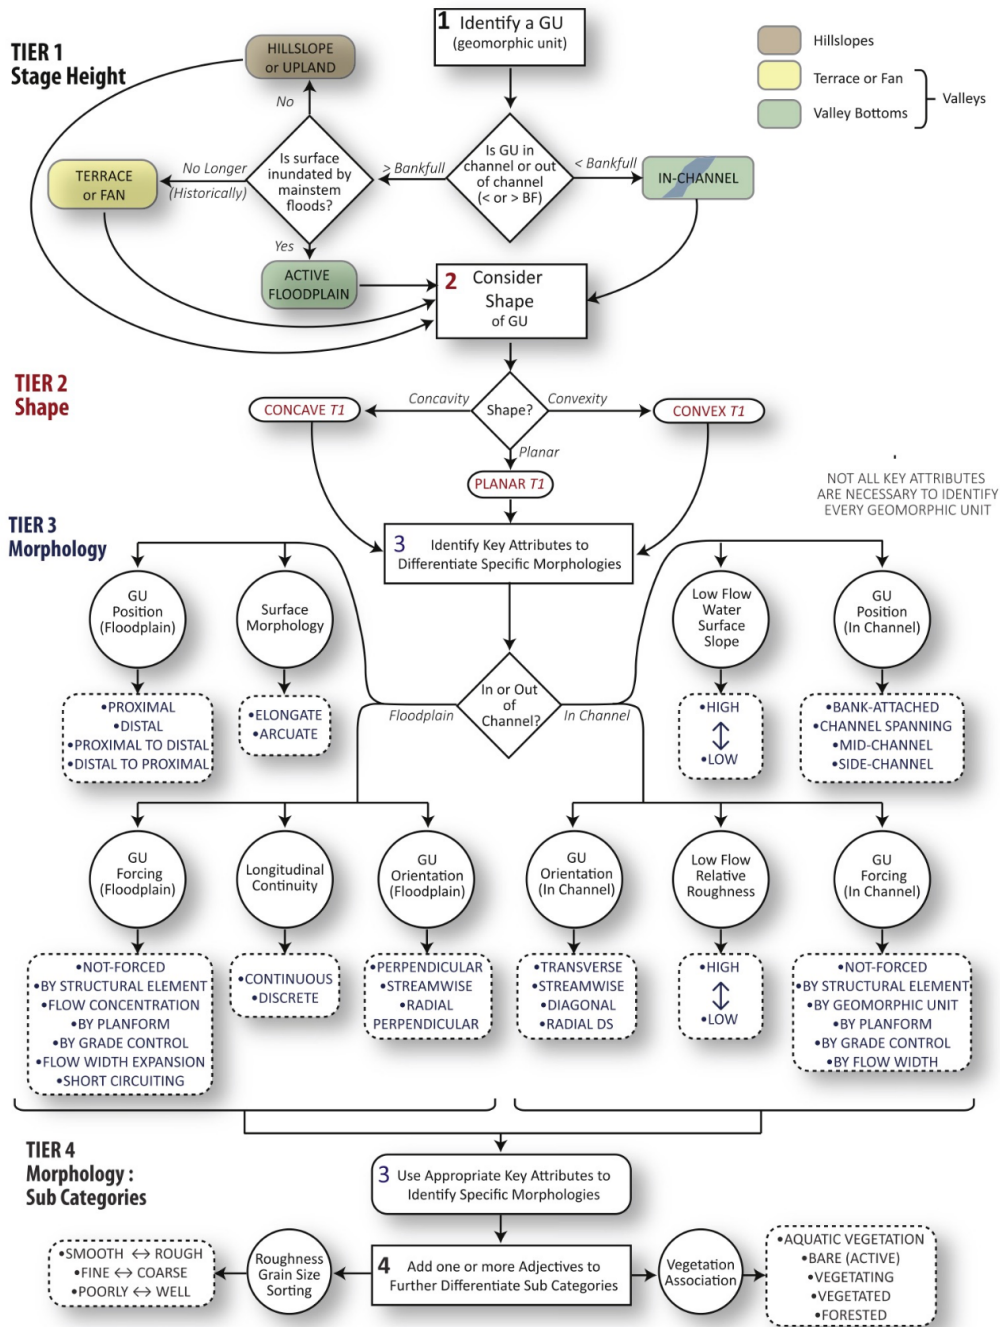 TIER 1
Stage Height
1 Identify a GU
(geomorphic unit)
HILLSLOPE
or UPLAND
Hillslopes
Terrace or Fan
Valley Bottoms
Valleys
No
Is surface
inundated by
mainstem
floods?
No Longer
(Historically)
TERRACE
or FAN
> Bankfull
Is GU in
channel or out
of channel
(< or > BF)
< Bankfull
IN-CHANNEL
Yes
ACTIVE
FLOODPLAIN
2 Consider
Shape
of GU
TIER 2
Shape
CONCAVE T1
Concavity
Shape?
Convexity
CONVEX T1
Planar
PLANAR T1
NOT ALL KEY ATTRIBUTES
ARE NECESSARY TO IDENTIFY
EVERY GEOMORPHIC UNIT
TIER 3
Morphology
3 Identify Key Attributes to
Differentiate Specific Morphologies
GU
Position
(Floodplain)
Surface
Morphology
Low Flow
Water
Surface
Slope
GU
Position
(In Channel)
In or Out
of
Channel?
Floodplain
In Channel
•PROXIMAL
•DISTAL
•PROXIMAL TO DISTAL
•DISTAL TO PROXIMAL
•ELONGATE
•ARCUATE
•HIGH
↕
•LOW
•BANK-ATTACHED
•CHANNEL SPANNING
•MID-CHANNEL
•SIDE-CHANNEL
GU
Forcing
(Floodplain)
Longitudinal
Continuity
GU
Orientation
(Floodplain)
GU
Orientation
(In Channel)
Low Flow
Relative
Roughness
GU
Forcing
(In Channel)
•NOT-FORCED
•BY STRUCTURAL ELEMENT
•FLOW CONCENTRATION
•BY PLANFORM
•BY GRADE CONTROL
•FLOW WIDTH EXPANSION
•SHORT CIRCUITING
•CONTINUOUS
•DISCRETE
•PERPENDICULAR
•STREAMWISE
•RADIAL
PERPENDICULAR
•TRANSVERSE
•STREAMWISE
•DIAGONAL
•RADIAL DS
•HIGH
↕
•LOW
•NOT-FORCED
•BY STRUCTURAL ELEMENT
•BY GEOMORPHIC UNIT
•BY PLANFORM
•BY GRADE CONTROL
•BY FLOW WIDTH
TIER 4
Morphology :
Sub Categories
3 Use Appropriate Key Attributes to
Identify Specific Morphologies
•SMOOTH ↔ ROUGH
•FINE ↔ COARSE
•POORLY ↔ WELL
Roughness
Grain Size
Sorting
4 Add one or more Adjectives to
Further Differentiate Sub Categories
Vegetation
Association
•AQUATIC VEGETATION
•BARE (ACTIVE)
•VEGETATING
•VEGETATED
•FORESTED